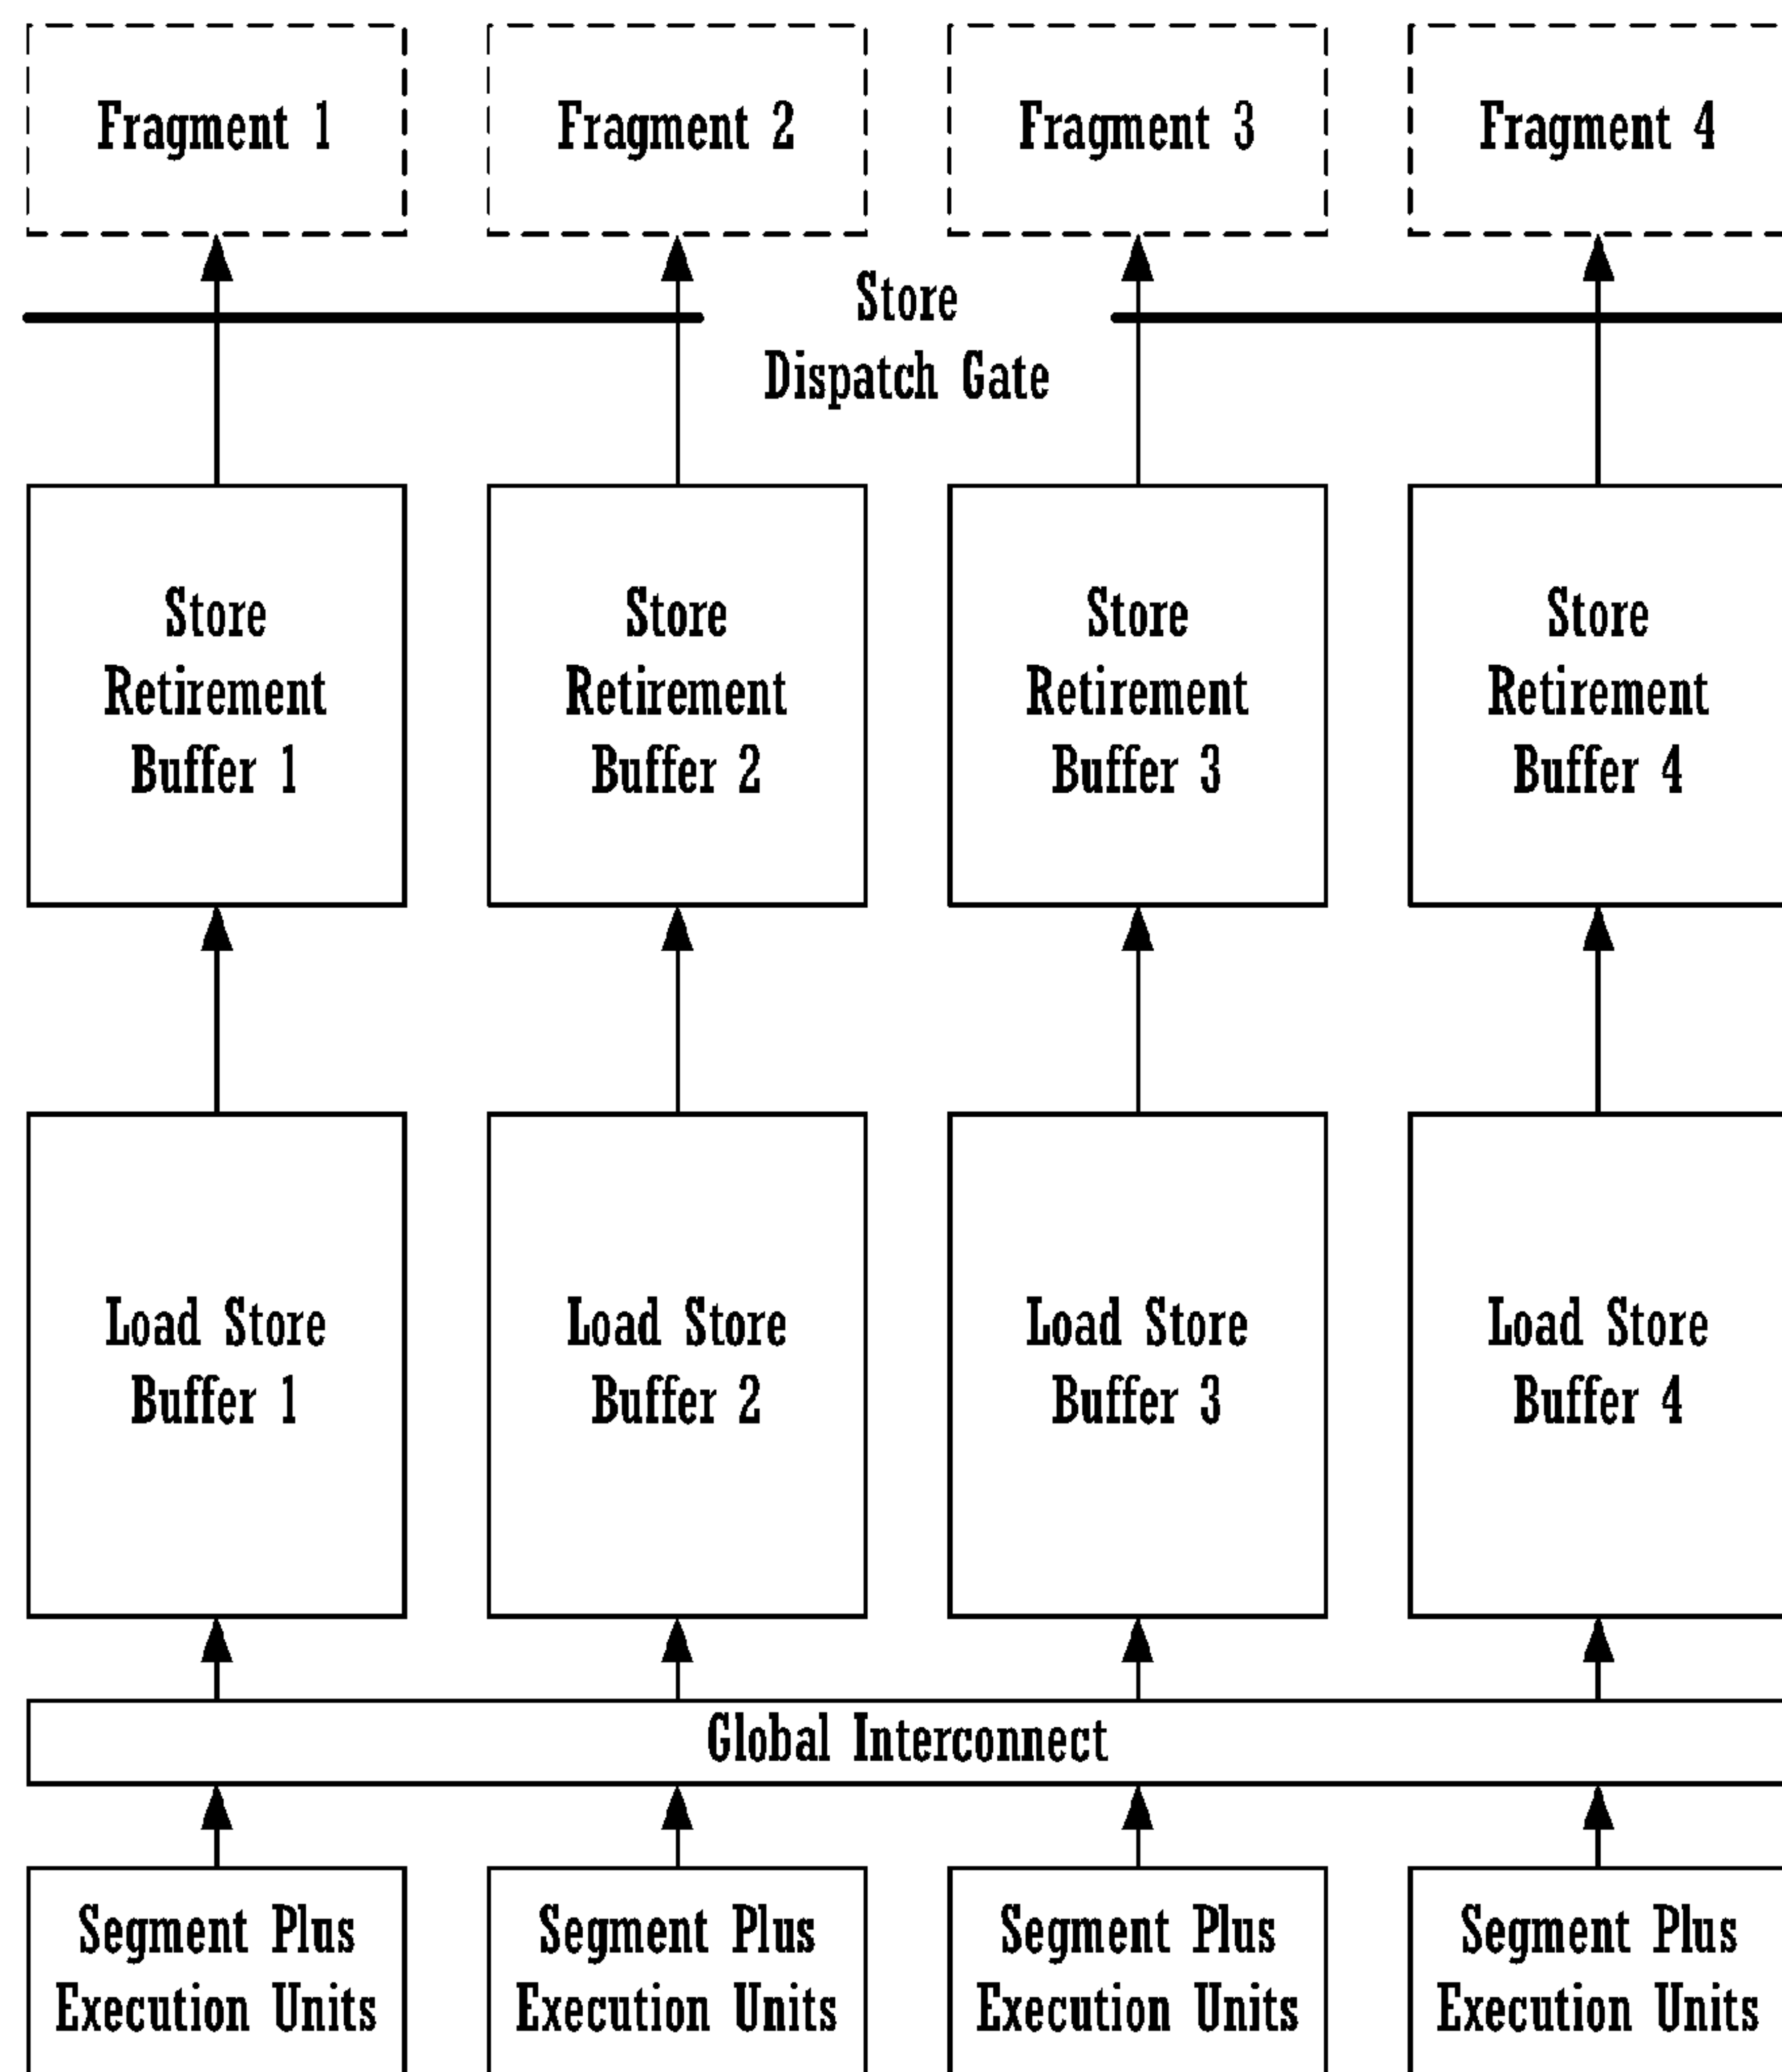 Fragment 1
Fragment 2
Fragment 3
Fragment 4
Store
Dispatch Gate
Store
Retirement
Buffer 1
Store
Retirement
Buffer 2
Store
Retirement
Buffer 3
Store
Retirement
Buffer 4
Load Store
Buffer 1
Load Store
Buffer 2
Load Store
Buffer 3
Load Store
Buffer 4
Global Interconnect
Segment Plus
Execution Units
Segment Plus
Execution Units
Segment Plus
Execution Units
Segment Plus
Execution Units